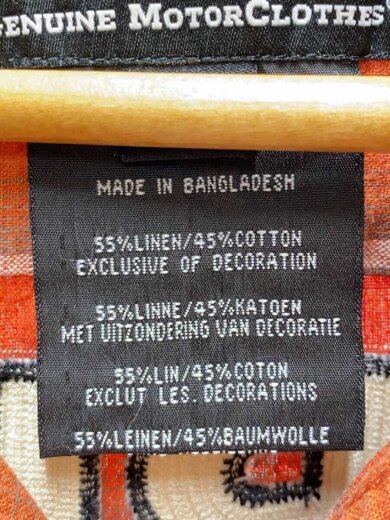 GENUINE MOTORCLOTHES
MADE IN BANGLADESH
55%LINEN/45%COTTON
EXCLUSIVE OF DECORATION
55%LINNE/45%KATOEN
MET UITZONDERING VAN DECORATIE
55%LIN/45%COTON
EXCLUT LES. DECORATIONS
55%LEINEN/45%BAUMWOLLE